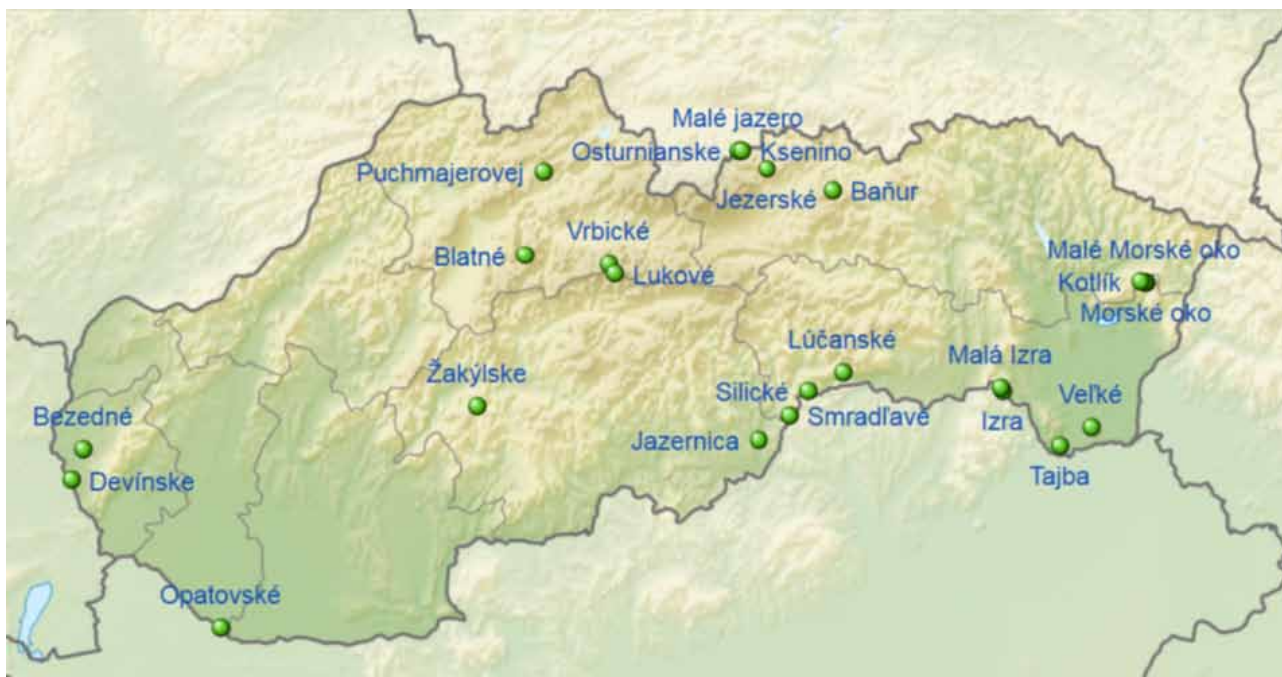 Malé jazero
Osturnianske
Ksenino
Puchmajerovej
Jezerské
Baňur
Vrbické
Blatné
Lukové
Malé Morské oko
Kotlík
Morské oko
Lúčanské
Malá Izra
Žakýlske
Silické
Veľké
Bezedné
Smradľavé
Izra
Jazernica
Tajba
Devínske
Opatovské